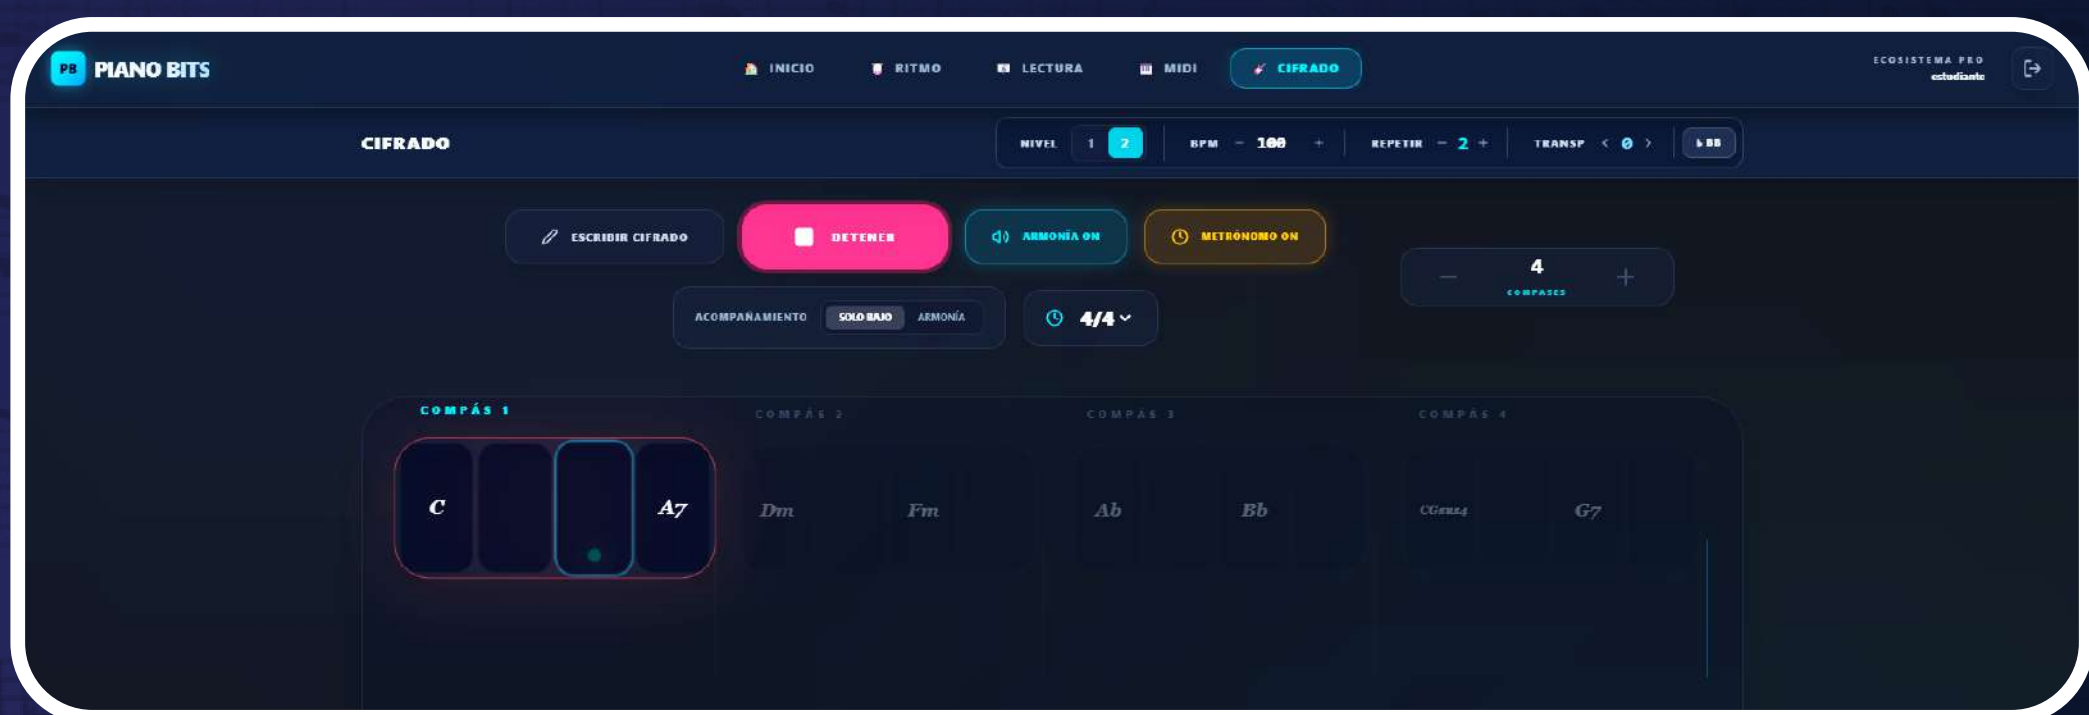 PB PIANO BITS
INICIO RITMO LECTURA MIDI CIFRADO
ECOSISTEMA PRO
estudiante
CIFRADO
NIVEL 1 2 BPM − 100 + REPETIR − 2 + TRANSP < 0 > ♭ BB
ESCRIBIR CIFRADO DETENER ARMONÍA ON METRÓNOMO ON
− 4 +
COMPASES
ACOMPAÑAMIENTO SOLO BAJO ARMONÍA 4/4
COMPÁS 1 COMPÁS 2 COMPÁS 3 COMPÁS 4
C A7 Dm Fm Ab Bb CGsus4 G7